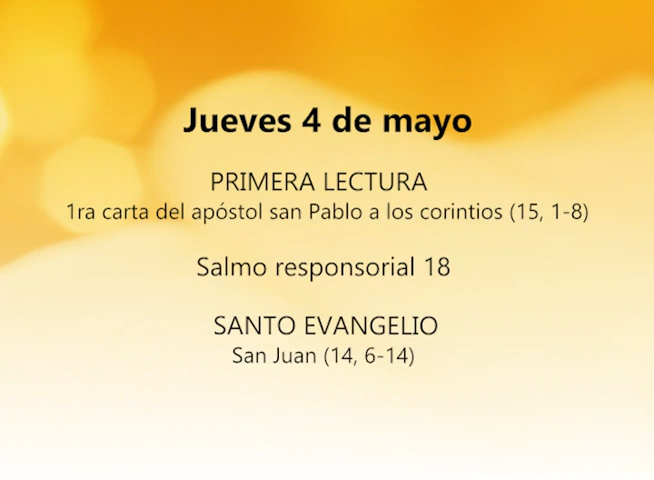 Jueves 4 de mayo
PRIMERA LECTURA
1ra carta del apóstol san Pablo a los corintios (15, 1-8)
Salmo responsorial 18
SANTO EVANGELIO
San Juan (14, 6-14)